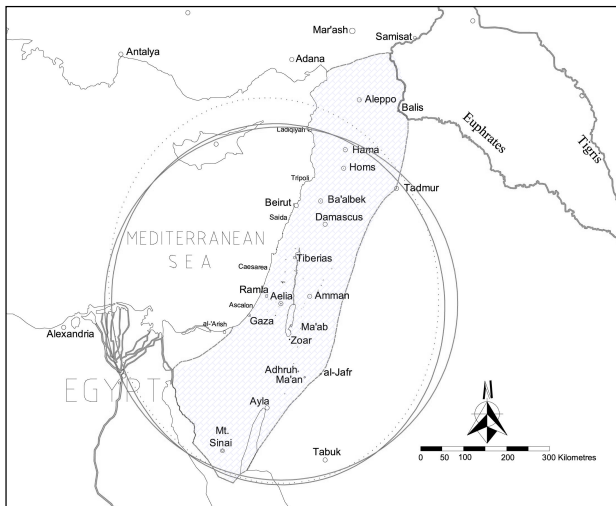 Mar'ash
Samisat
Antalya
Adana
Aleppo
Balis
Euphrates
Tigris
Ladiqiyah
Hama
Homs
Tripoli
Tadmur
Beirut
Ba'albek
Saida
Damascus
MEDITERRANEAN
SEA
Tiberias
Caesarea
Ramla
Aelia
Amman
Ascalon
Gaza
al-'Arish
Ma'ab
Zoar
Alexandria
EGYPT
Adhruh
Ma'an
al-Jafr
Ayla
Mt.
Sinai
Tabuk
N
0 50 100 200 300 Kilometres